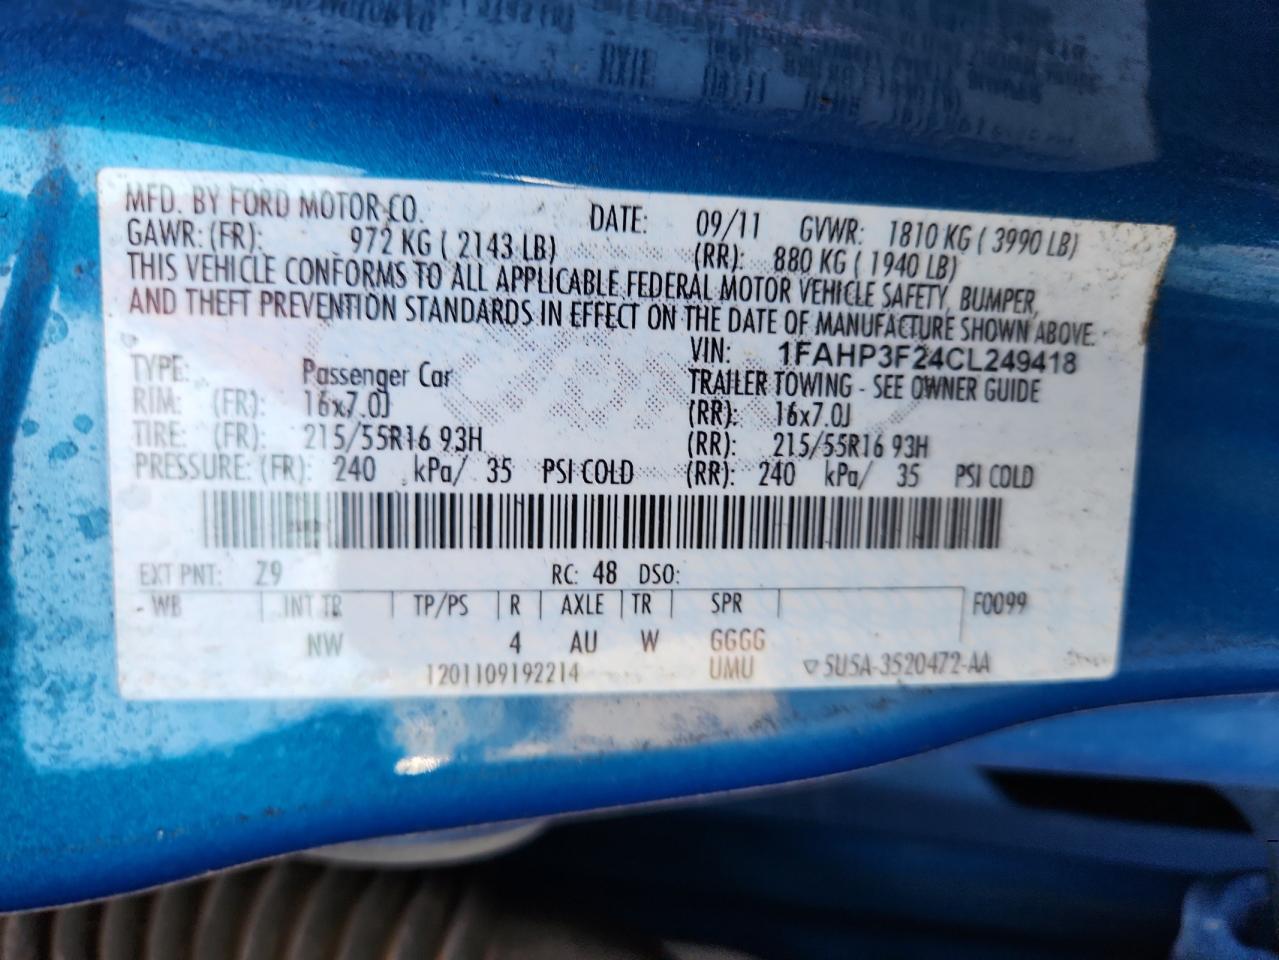 MFD. BY FORD MOTOR CO. DATE: 09/11 GVWR: 1810 KG ( 3990 LB)
GAWR: (FR): 972 KG ( 2143 LB) (RR): 880 KG ( 1940 LB)
THIS VEHICLE CONFORMS TO ALL APPLICABLE FEDERAL MOTOR VEHICLE SAFETY, BUMPER,
AND THEFT PREVENTION STANDARDS IN EFFECT ON THE DATE OF MANUFACTURE SHOWN ABOVE.
VIN: 1FAHP3F24CL249418
TYPE: Passenger Car TRAILER TOWING - SEE OWNER GUIDE
RIM: (FR): 16x7.0J (RR): 16x7.0J
TIRE: (FR): 215/55R16 93H (RR): 215/55R16 93H
PRESSURE: (FR): 240 kPa/ 35 PSI COLD (RR): 240 kPa/ 35 PSI COLD
EXT PNT: Z9 RC: 48 DSO:
WB INT TR TP/PS R AXLE TR SPR F0099
NW 4 AU W GGGG
1201109192214 UMU ▽5U5A-3520472-AA